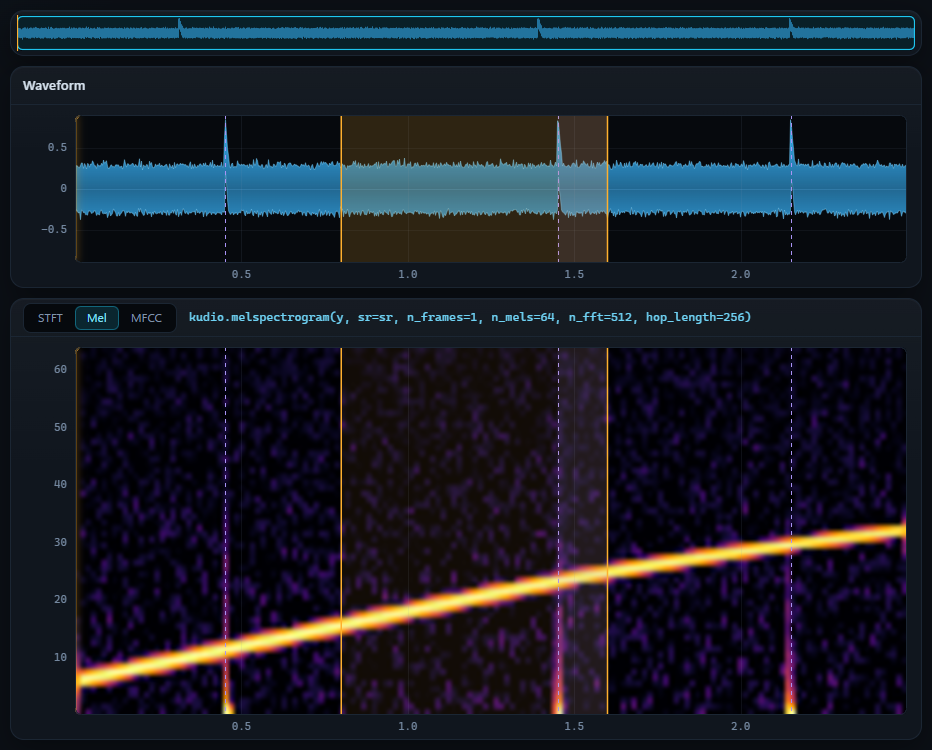 Waveform
0.5
0
−0.5
0.5 1.0 1.5 2.0
STFT Mel MFCC kudio.melspectrogram(y, sr=sr, n_frames=1, n_mels=64, n_fft=512, hop_length=256)
60
50
40
30
20
10
0.5 1.0 1.5 2.0